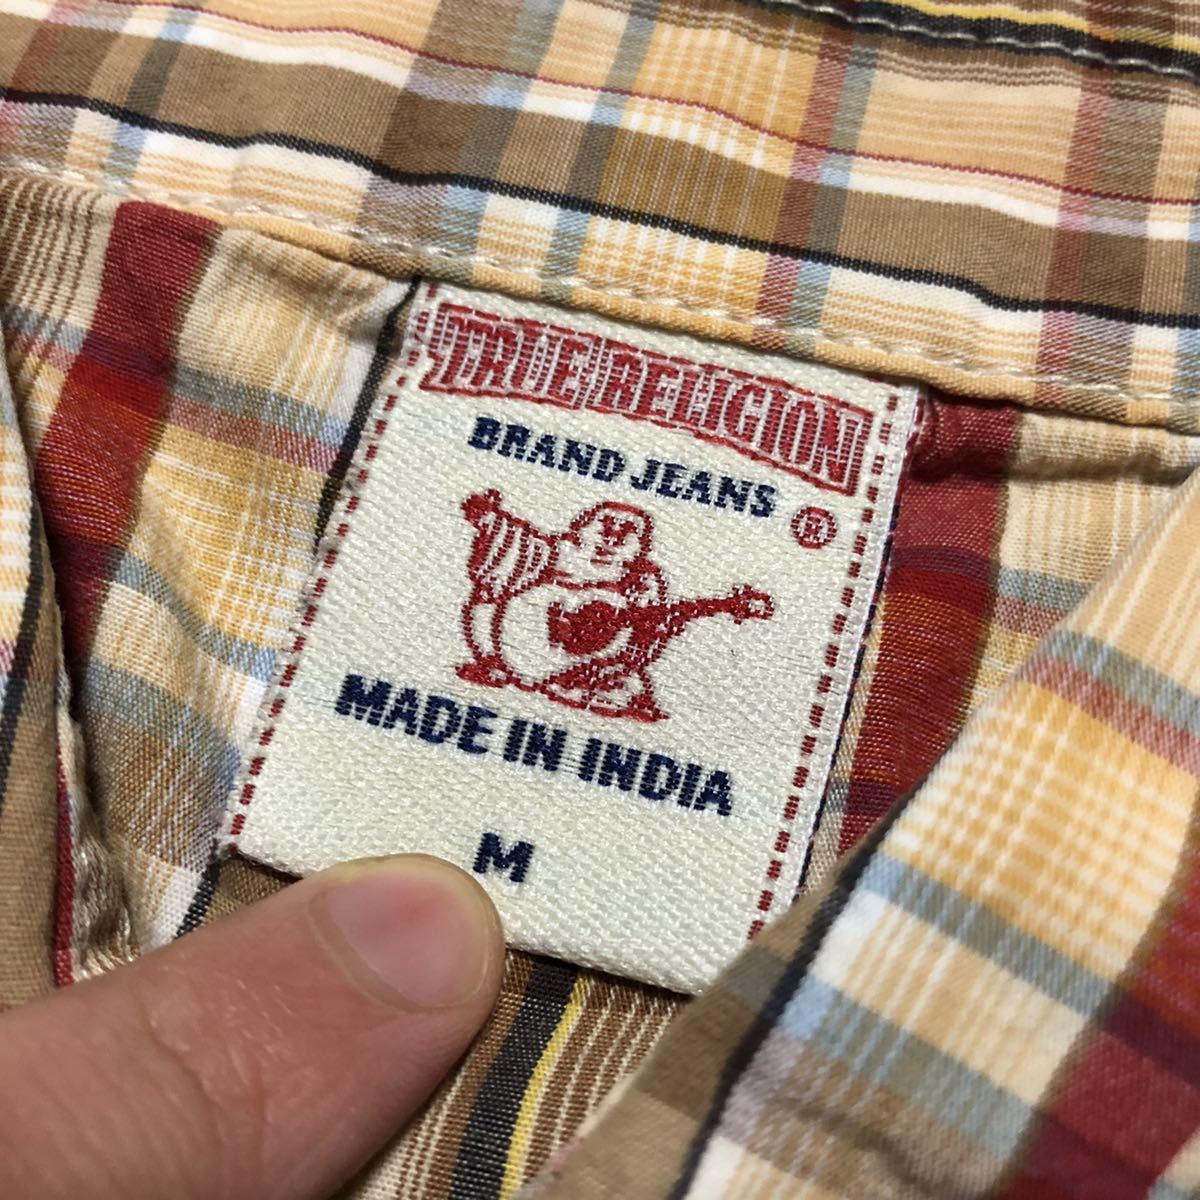 TRUE RELIGION
BRAND JEANS
®
MADE IN INDIA
M